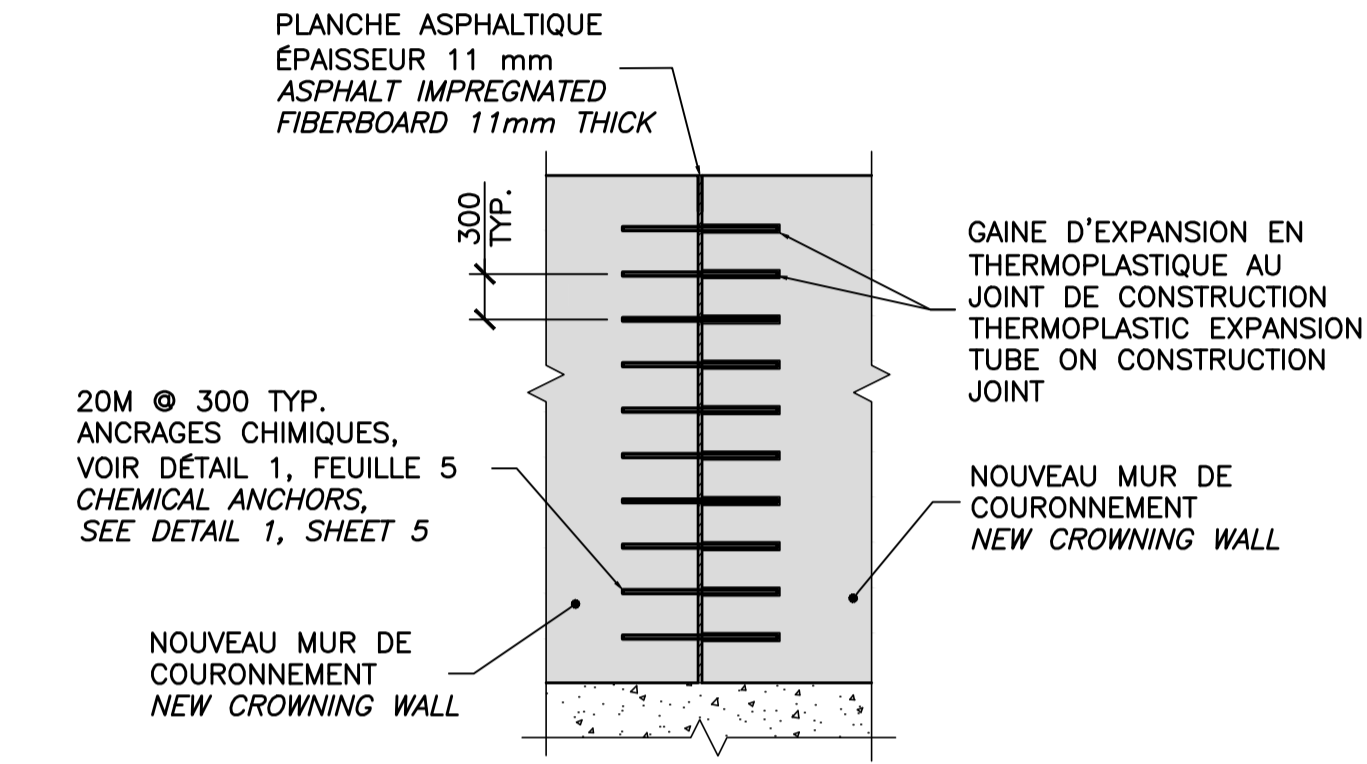 PLANCHE ASPHALTIQUE
ÉPAISSEUR 11 mm
ASPHALT IMPREGNATED
FIBERBOARD 11mm THICK
300
TYP.
GAINE D'EXPANSION EN
THERMOPLASTIQUE AU
JOINT DE CONSTRUCTION
THERMOPLASTIC EXPANSION
TUBE ON CONSTRUCTION
JOINT
20M @ 300 TYP.
ANCRAGES CHIMIQUES,
VOIR DÉTAIL 1, FEUILLE 5
CHEMICAL ANCHORS,
SEE DETAIL 1, SHEET 5
NOUVEAU MUR DE
COURONNEMENT
NEW CROWNING WALL
NOUVEAU MUR DE
COURONNEMENT
NEW CROWNING WALL